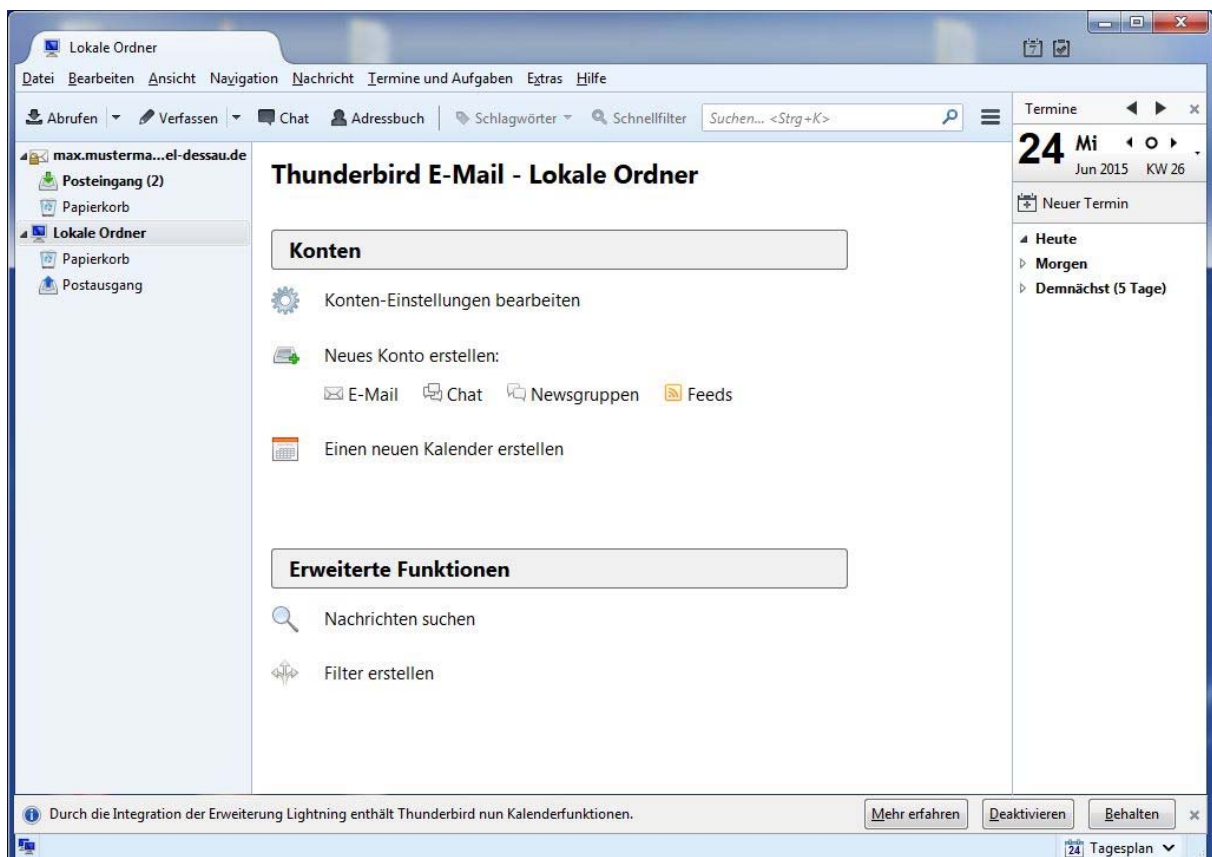 Lokale Ordner
7
Datei Bearbeiten Ansicht Navigation Nachricht Termine und Aufgaben Extras Hilfe
Abrufen Verfassen Chat Adressbuch Schlagwörter Schnellfilter Suchen... <Strg+K>
max.musterma...el-dessau.de
Posteingang (2)
Papierkorb
Lokale Ordner
Papierkorb
Postausgang
Thunderbird E-Mail - Lokale Ordner
Konten
Konten-Einstellungen bearbeiten
Neues Konto erstellen:
E-Mail Chat Newsgruppen Feeds
Einen neuen Kalender erstellen
Erweiterte Funktionen
Nachrichten suchen
Filter erstellen
Termine
24 Mi
Jun 2015 KW 26
Neuer Termin
Heute
Morgen
Demnächst (5 Tage)
Durch die Integration der Erweiterung Lightning enthält Thunderbird nun Kalenderfunktionen. Mehr erfahren Deaktivieren Behalten
24 Tagesplan